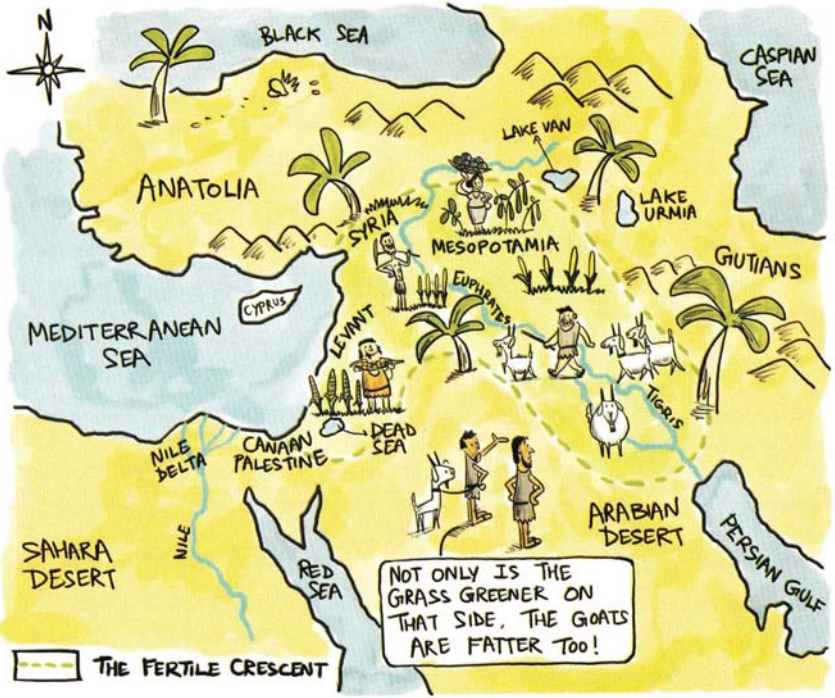 N
BLACK SEA
CASPIAN
SEA
LAKE VAN
ANATOLIA
LAKE
URMIA
SYRIA
MESOPOTAMIA
GUTIANS
EUPHRATES
CYPRUS
MEDITERRANEAN
SEA
LEVANT
TIGRIS
DEAD
SEA
NILE
DELTA
CANAAN
PALESTINE
ARABIAN
DESERT
NILE
SAHARA
DESERT
RED
SEA
PERSIAN GULF
NOT ONLY IS THE
GRASS GREENER ON
THAT SIDE, THE GOATS
ARE FATTER TOO!
THE FERTILE CRESCENT